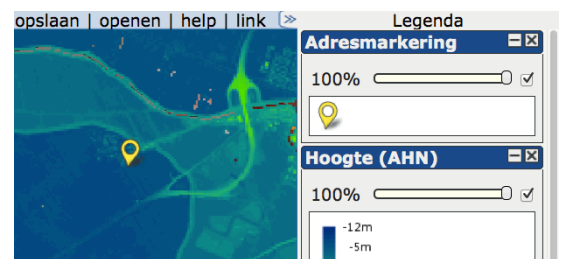 opslaan | openen | help | link
Legenda
Adresmarkering
100%
Hoogte (AHN)
100%
-12m
-5m